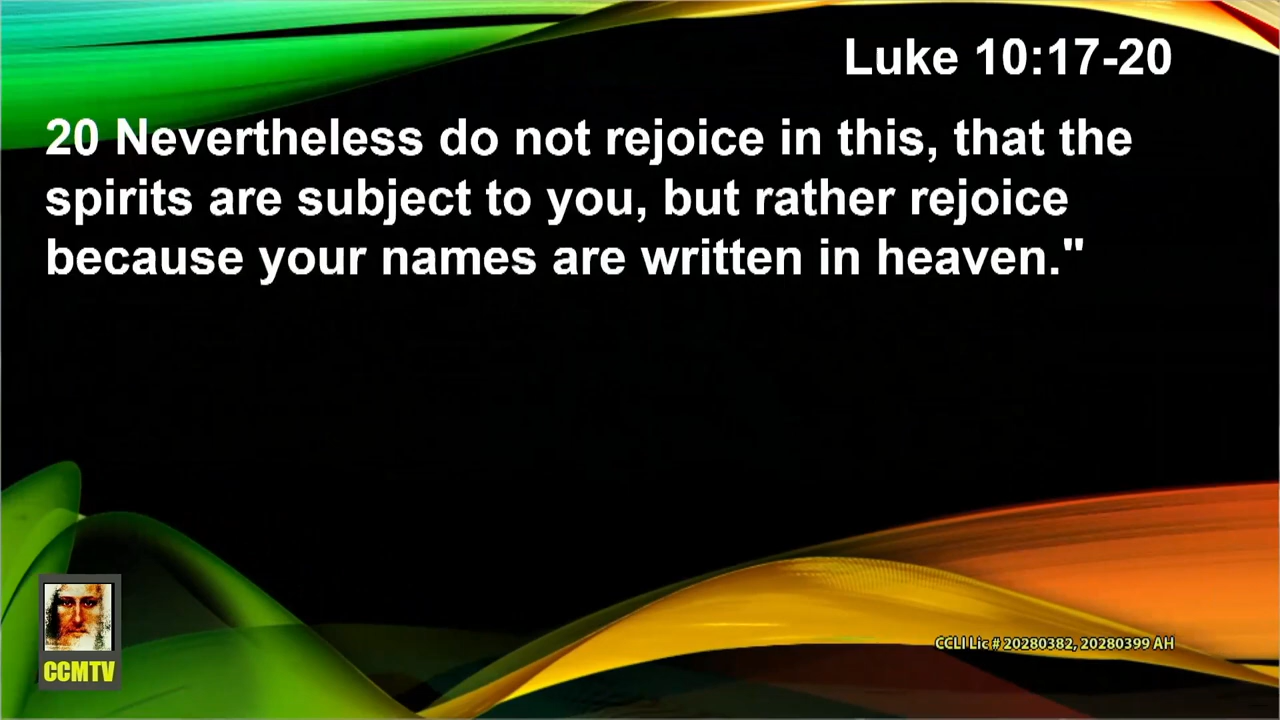 Luke 10:17-20
20 Nevertheless do not rejoice in this, that the
spirits are subject to you, but rather rejoice
because your names are written in heaven."
CCLI Lic # 20280382, 20280399 AH
CCMTV